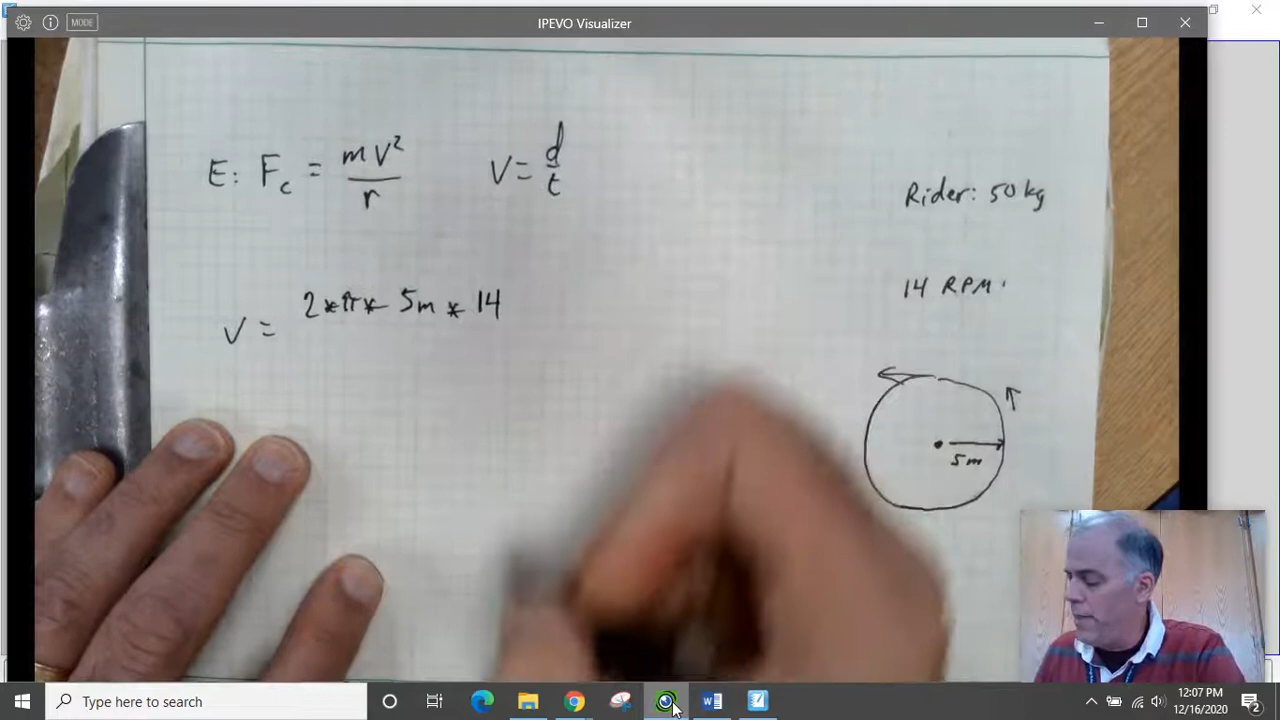 MODE
IPEVO Visualizer
E: Fc = mv²/r V = d/t
Rider: 50 kg
14 RPM.
V = 2*π* 5m * 14
5m
Type here to search
12:07 PM
12/16/2020
2